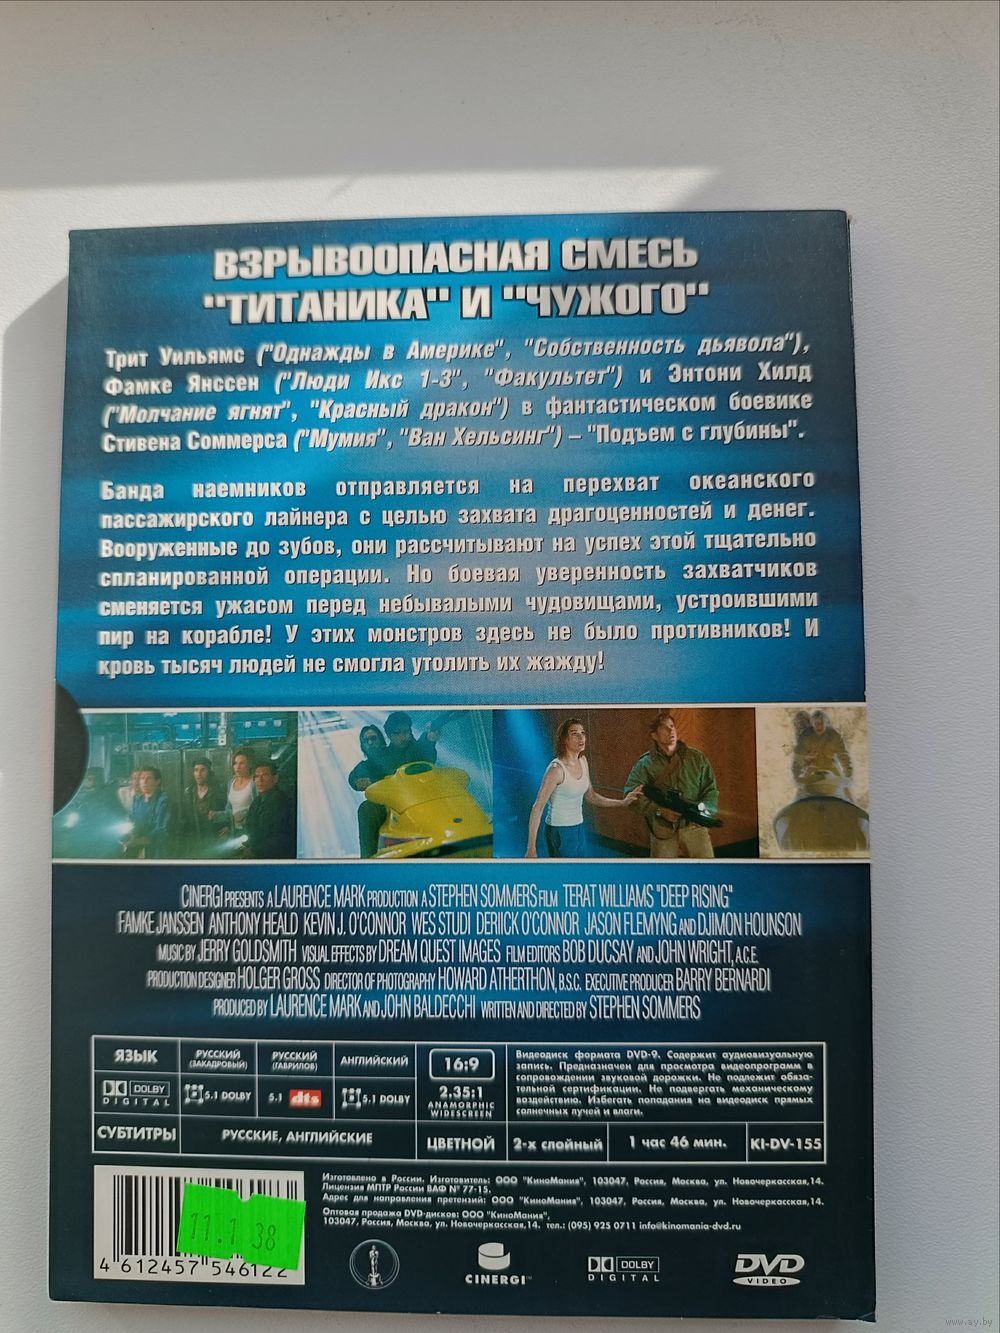 ВЗРЫВООПАСНАЯ СМЕСЬ
"ТИТАНИКА" И "ЧУЖОГО"
Трит Уильямс ("Однажды в Америке", "Собственность дьявола"),
Фамке Янссен ("Люди Икс 1-3", "Факультет") и Энтони Хилд
("Молчание ягнят", "Красный дракон") в фантастическом боевике
Стивена Соммерса ("Мумия", "Ван Хельсинг") – "Подъем с глубины".
Банда наемников отправляется на перехват океанского
пассажирского лайнера с целью захвата драгоценностей и денег.
Вооруженные до зубов, они рассчитывают на успех этой тщательно
спланированной операции. Но боевая уверенность захватчиков
сменяется ужасом перед небывалыми чудовищами, устроившими
пир на корабле! У этих монстров здесь не было противников! И
кровь тысяч людей не смогла утолить их жажду!
CINERGI PRESENTS A LAURENCE MARK PRODUCTION A STEPHEN SOMMERS FILM TERAT WILLIAMS "DEEP RISING"
FAMKE JANSSEN ANTHONY HEALD KEVIN J. O'CONNOR WES STUDI DERIICK O'CONNOR JASON FLEMYNG AND DJIMON HOUNSON
MUSIC BY JERRY GOLDSMITH VISUAL EFFECTS BY DREAM QUEST IMAGES FILM EDITORS BOB DUCSAY AND JOHN WRIGHT, A.C.E.
PRODUCTION DESIGNER HOLGER GROSS DIRECTOR OF PHOTOGRAPHY HOWARD ATHERTHON, B.S.C. EXECUTIVE PRODUCER BARRY BERNARDI
PRODUCED BY LAURENCE MARK AND JOHN BALDECCHI WRITTEN AND DIRECTED BY STEPHEN SOMMERS
ЯЗЫК
РУССКИЙ
(ЗАКАДРОВЫЙ)
РУССКИЙ
(ГАВРИЛОВ)
АНГЛИЙСКИЙ
DOLBY
DIGITAL
5.1 DOLBY
5.1 dts
5.1 DOLBY
СУБТИТРЫ
РУССКИЕ, АНГЛИЙСКИЕ
16:9
2,35:1
ANAMORPHIC
WIDESCREEN
ЦВЕТНОЙ
Видеодиск формата DVD-9. Содержит аудиовизуальную
запись. Предназначен для просмотра видеопрограмм в
сопровождении звуковой дорожки. Не подлежит обяза-
тельной сертификации. Не подвергать механическому
воздействию. Избегать попадания на видеодиск прямых
солнечных лучей и влаги.
2-х слойный
1 час 46 мин.
KI-DV-155
11.1 38
4 612457 546122
Изготовлено в России. Изготовитель: ООО "КиноМания", 103047, Россия, Москва, ул. Новочеркасская,14.
Лицензия МПТР России ВАФ № 77-15.
Адрес для направления претензий: ООО "КиноМания", 103047, Россия, Москва, ул. Новочеркасская,14.
Оптовая продажа DVD-дисков: ООО "КиноМания",
103047, Россия, Москва, ул. Новочеркасская,14. тел.: (095) 925 0711 info@kinomania-dvd.ru
CINERGI™
DOLBY
DIGITAL
DVD
VIDEO
www.ay.by